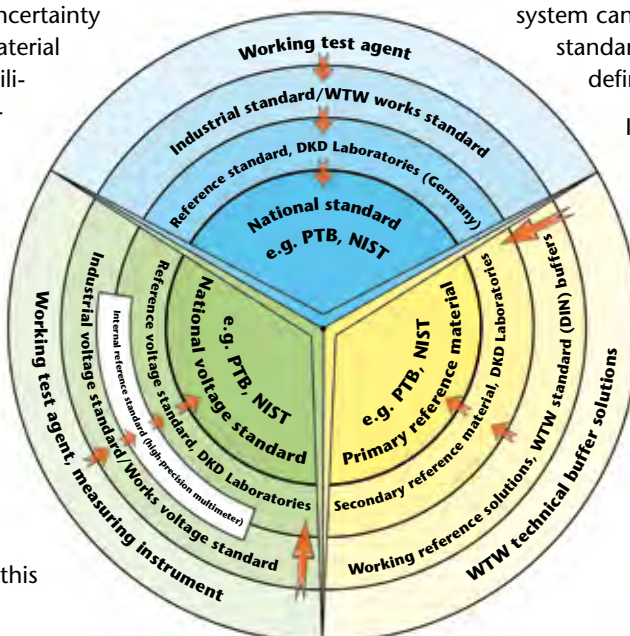 certainty
aterial
ili-
system can
standar
defin
I
this
Working test agent
Industrial standard/WTW works standard
Reference standard, DKD Laboratories (Germany)
National standard
e.g. PTB, NIST
Working test agent, measuring instrument
Industrial voltage standard/Works voltage standard
Internal reference standard (high-precision multimeter)
Reference voltage standard, DKD Laboratories
National voltage standard
e.g. PTB, NIST
e.g. PTB, NIST
Primary reference material
Secondary reference material, DKD Laboratories
Working reference solutions, WTW standard (DIN) buffers
WTW technical buffer solutions